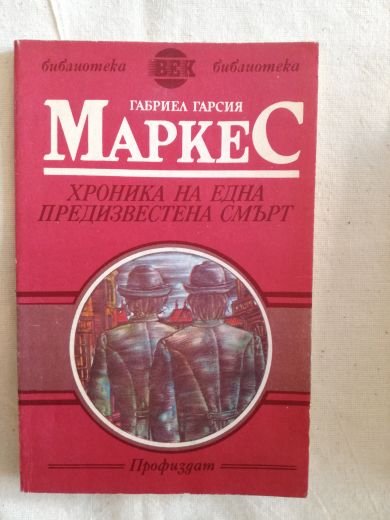 библиотека ВЕК библиотека
ГАБРИЕЛ ГАРСИЯ
МАРКЕС
ХРОНИКА НА ЕДНА
ПРЕДИЗВЕСТЕНА СМЪРТ
Профиздат